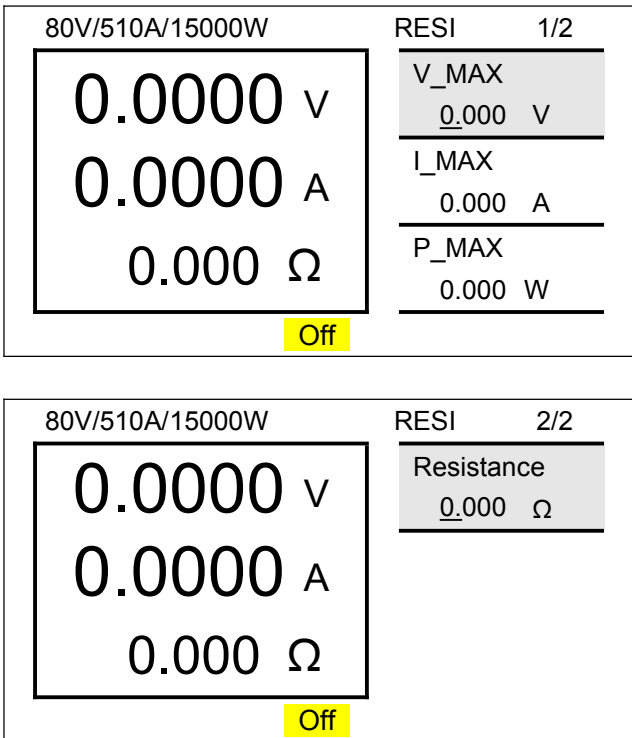 80V/510A/15000W RESI 1/2
0.0000 V
0.0000 A
0.000 Ω
Off
V_MAX
0.000 V
I_MAX
0.000 A
P_MAX
0.000 W
80V/510A/15000W RESI 2/2
0.0000 V
0.0000 A
0.000 Ω
Off
Resistance
0.000 Ω